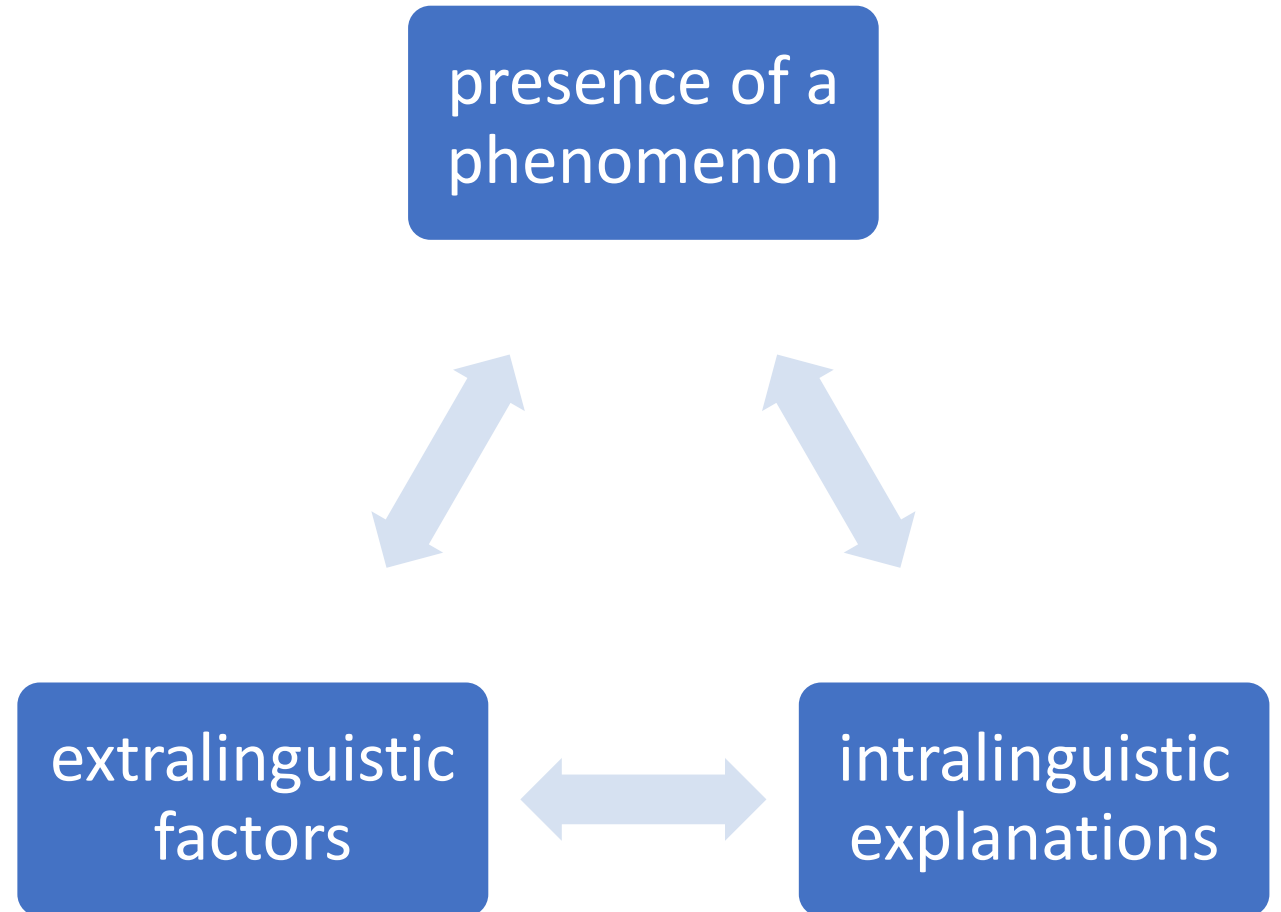 presence of a
phenomenon
extralinguistic
factors
intralinguistic
explanations